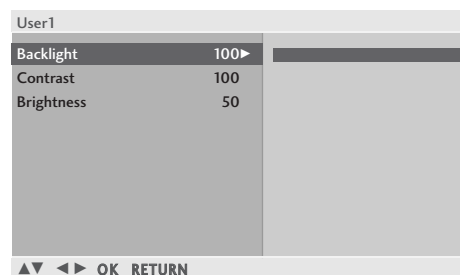 User1
Backlight 100►
Contrast 100
Brightness 50
▲▼ ◄► OK RETURN